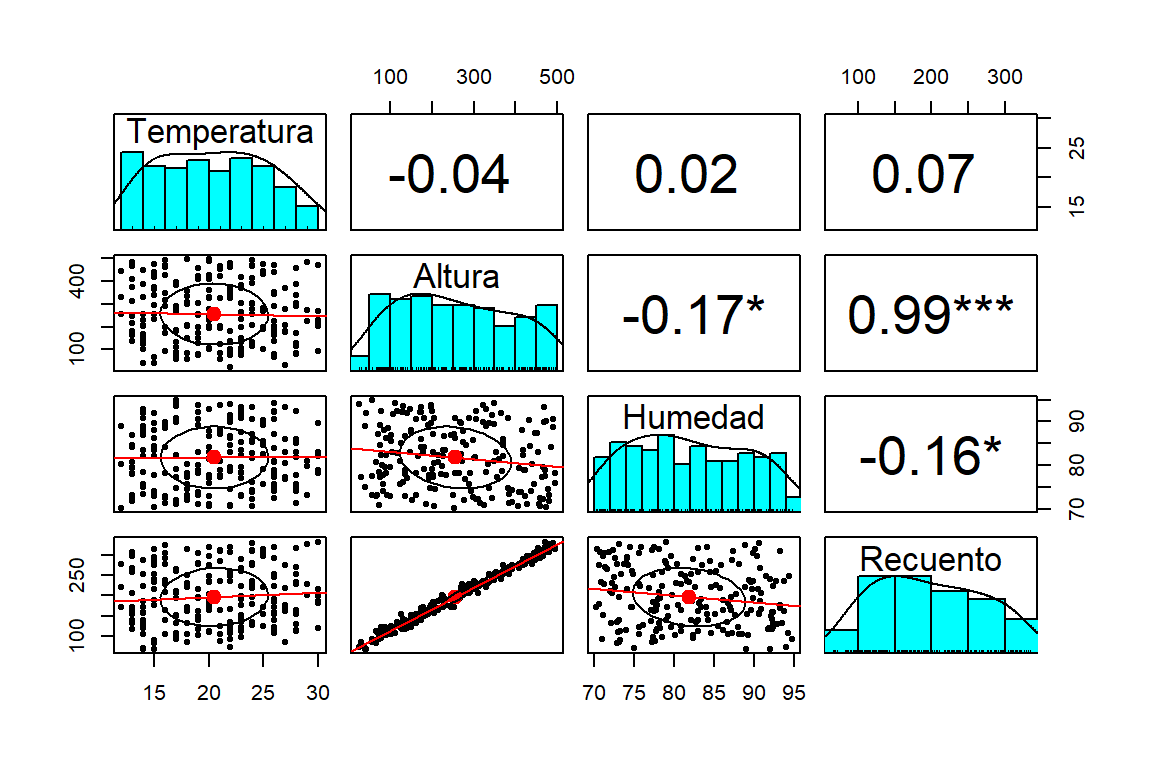 100 300 500 100 200 300
Temperatura -0.04 0.02 0.07 15 25
100 400 Altura -0.17* 0.99***
Humedad -0.16* 70 80 90
100 250 Recuento
15 20 25 30 70 75 80 85 90 95